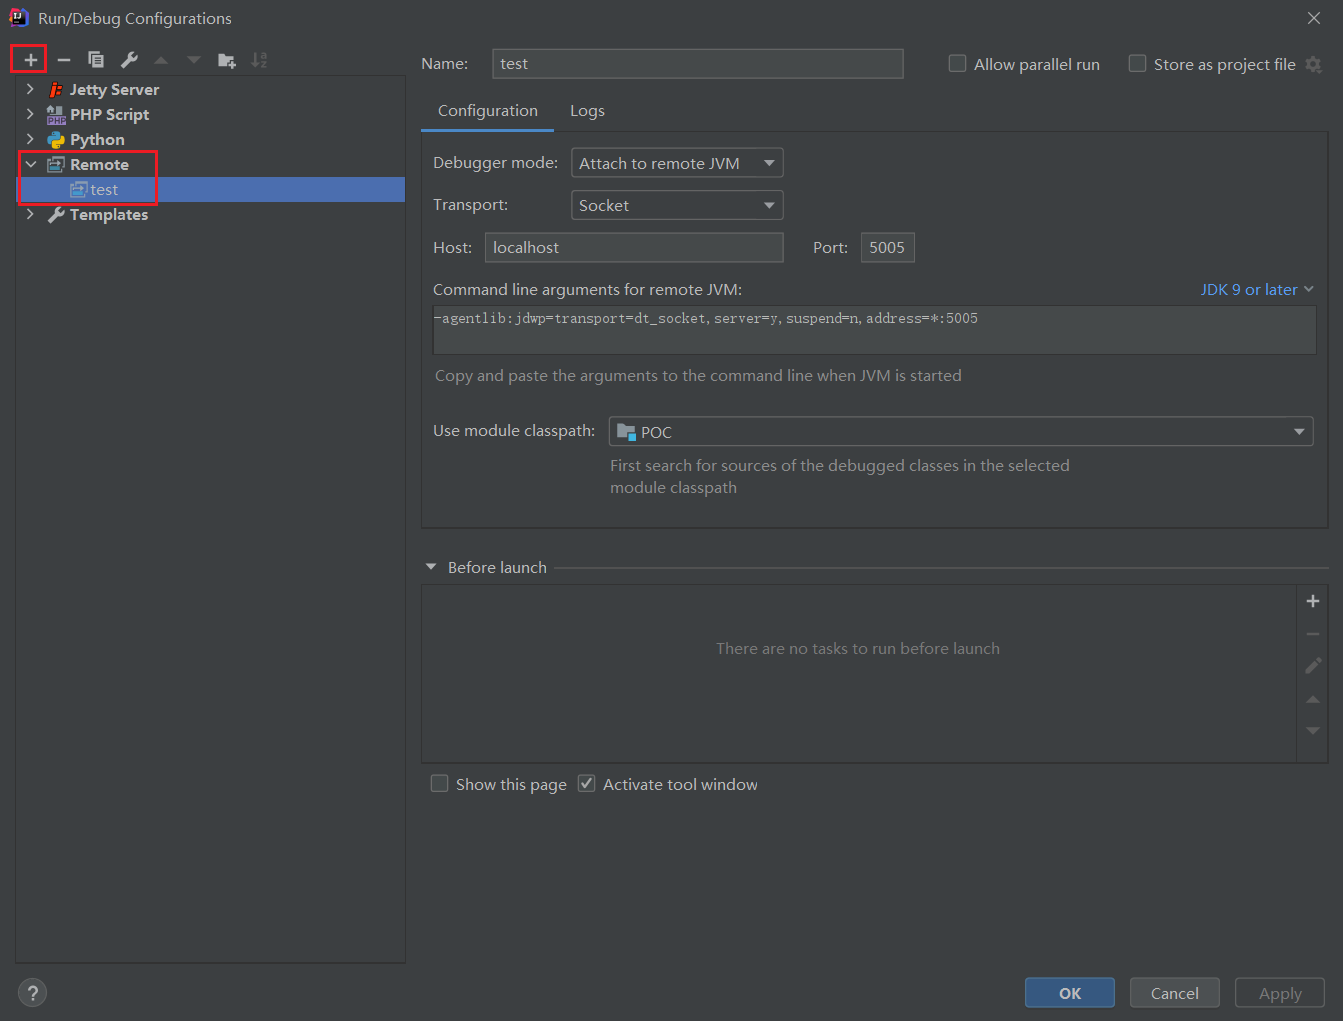 Run/Debug Configurations
Jetty Server
PHP Script
Python
Remote
test
Templates
Name: test
Allow parallel run
Store as project file
Configuration Logs
Debugger mode: Attach to remote JVM
Transport: Socket
Host: localhost Port: 5005
Command line arguments for remote JVM: JDK 9 or later
-agentlib:jdwp=transport=dt_socket,server=y,suspend=n,address=*:5005
Copy and paste the arguments to the command line when JVM is started
Use module classpath: POC
First search for sources of the debugged classes in the selected
module classpath
Before launch
There are no tasks to run before launch
Show this page Activate tool window
? OK Cancel Apply